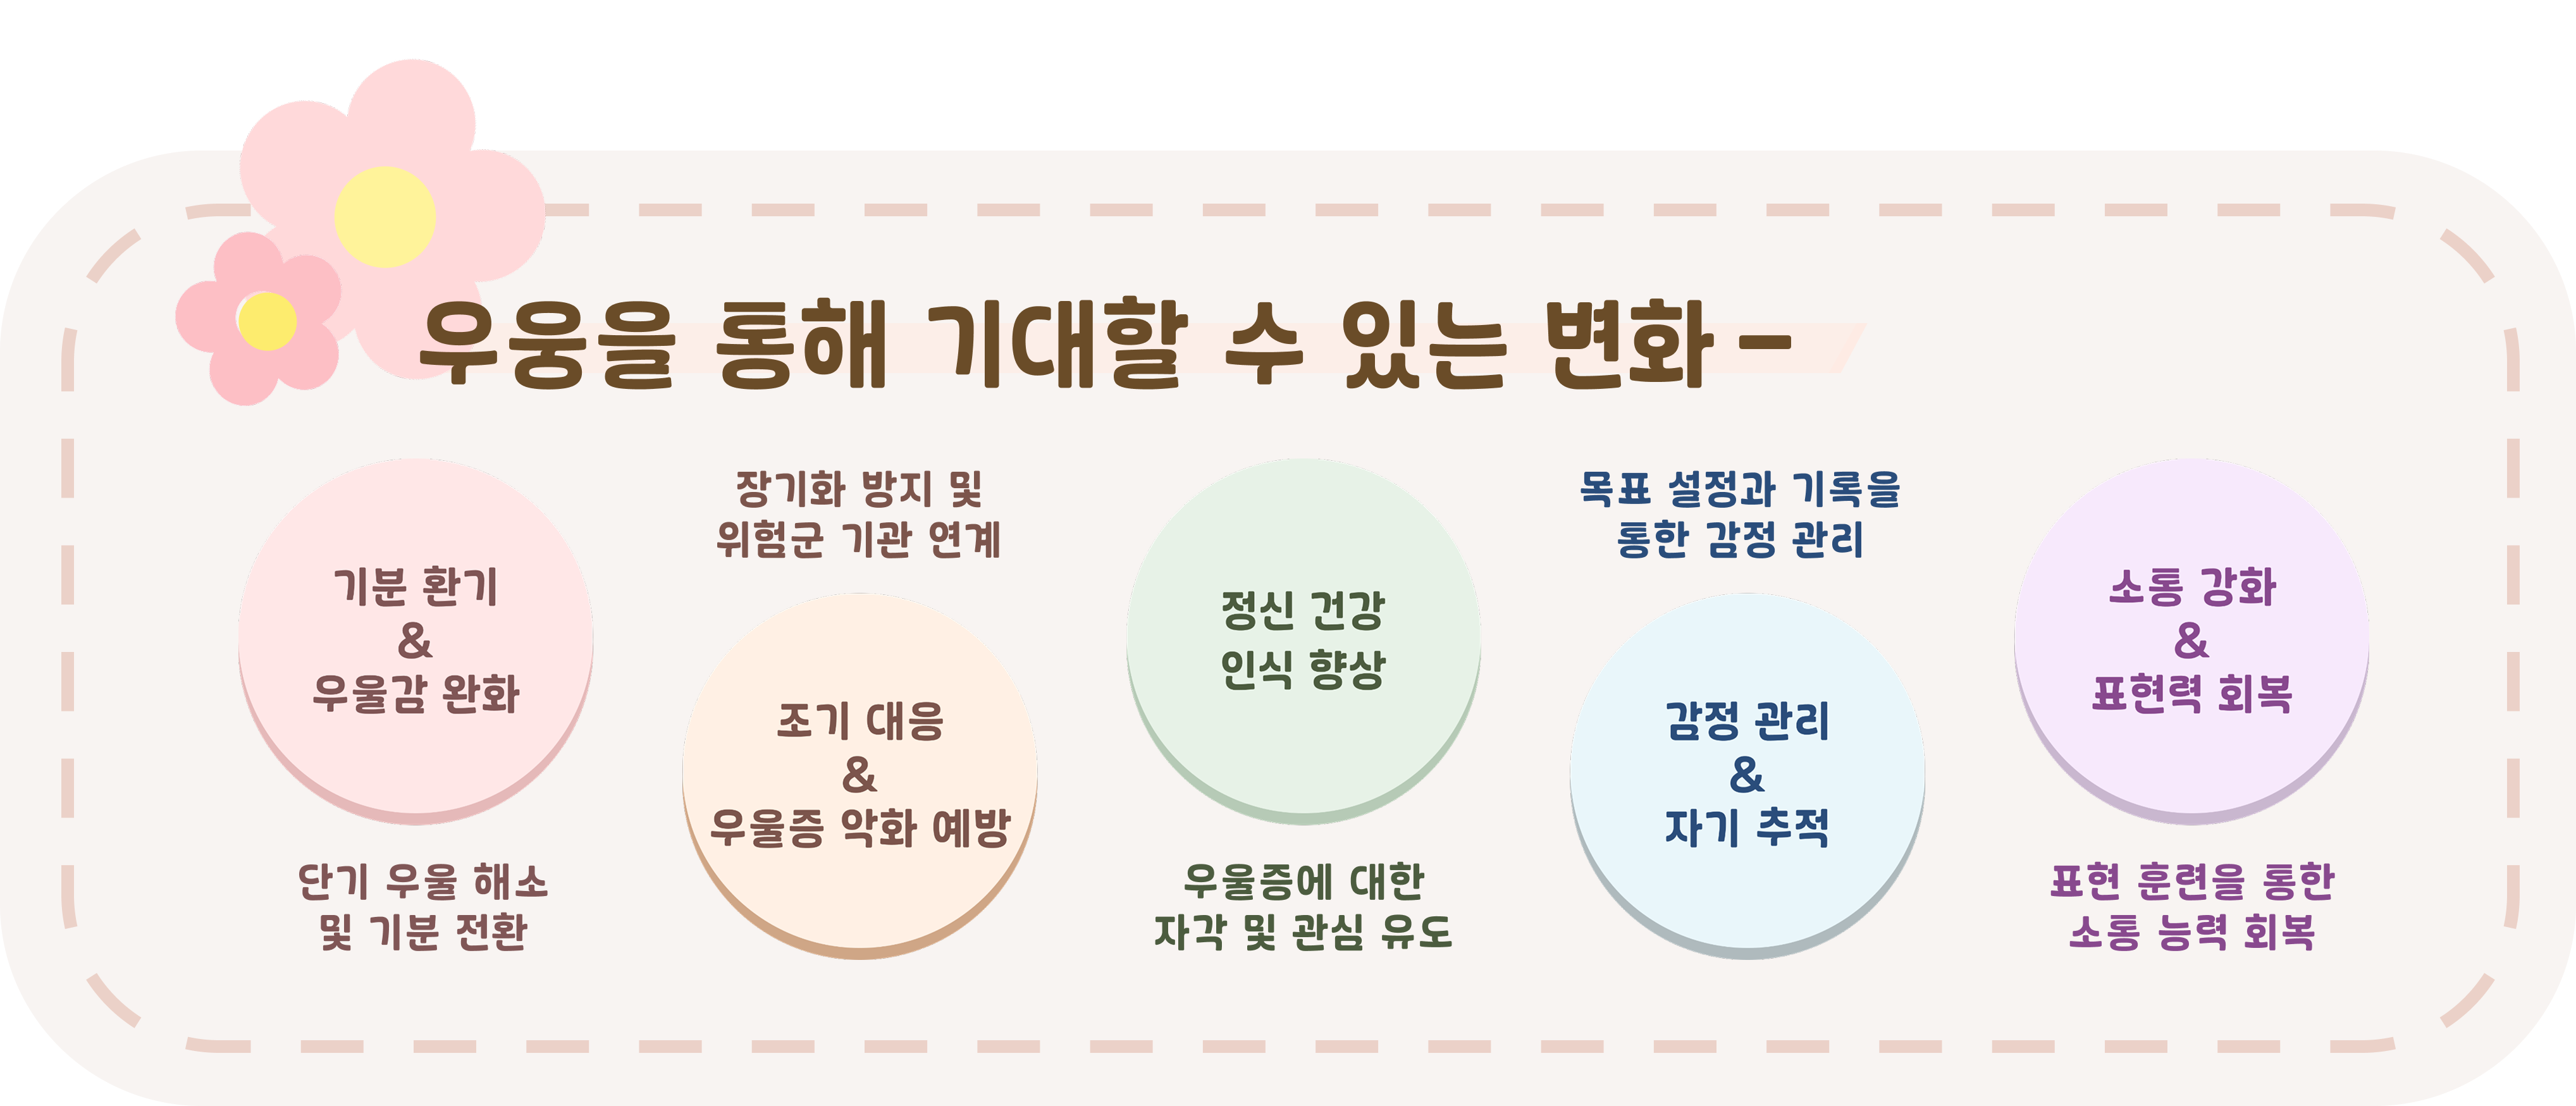 우웅을 통해 기대할 수 있는 변화 –
기분 환기
&
우울감 완화
단기 우울 해소
및 기분 전환
장기화 방지 및
위험군 기관 연계
조기 대응
&
우울증 악화 예방
정신 건강
인식 향상
우울증에 대한
자각 및 관심 유도
목표 설정과 기록을
통한 감정 관리
감정 관리
&
자기 추적
소통 강화
&
표현력 회복
표현 훈련을 통한
소통 능력 회복